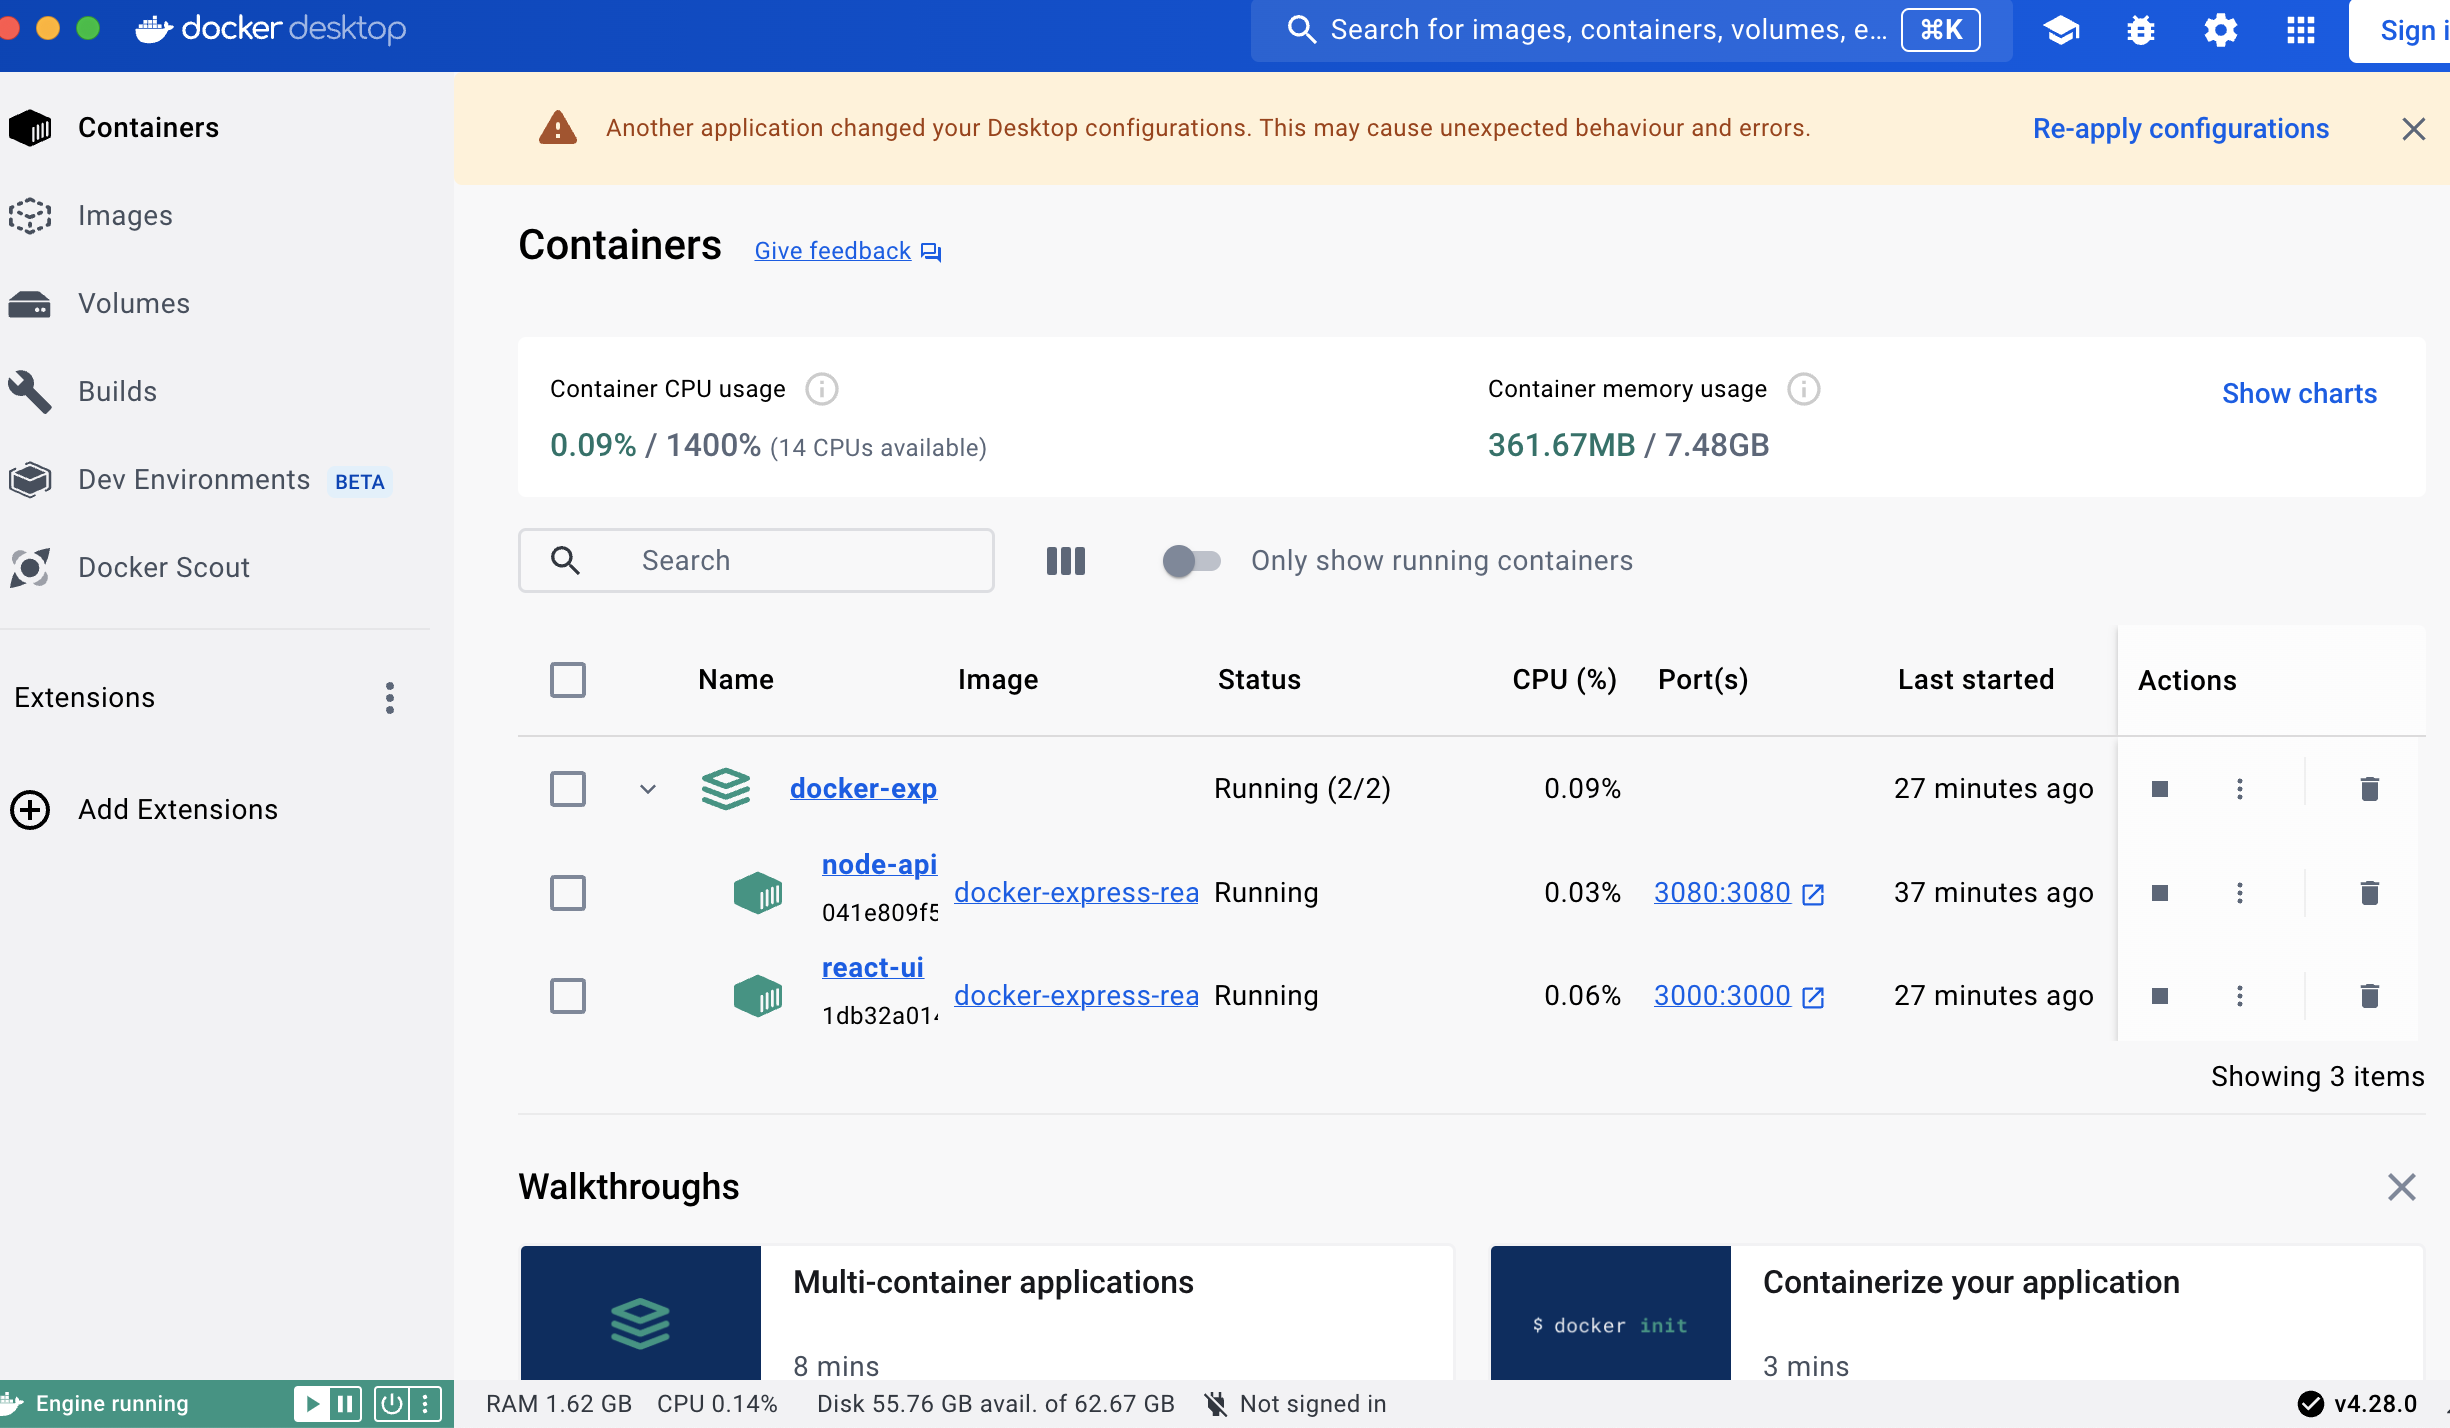 docker desktop
Search for images, containers, volumes, e...
⌘K
Sign i
Containers
Images
Volumes
Builds
Dev Environments BETA
Docker Scout
Extensions
Add Extensions
Another application changed your Desktop configurations. This may cause unexpected behaviour and errors.
Re-apply configurations
Containers
Give feedback
Container CPU usage
0.09% / 1400% (14 CPUs available)
Container memory usage
361.67MB / 7.48GB
Show charts
Search
Only show running containers
Name Image Status CPU (%) Port(s) Last started Actions
docker-exp Running (2/2) 0.09% 27 minutes ago
node-api
041e809f5
docker-express-rea Running 0.03% 3080:3080 37 minutes ago
react-ui
1db32a014
docker-express-rea Running 0.06% 3000:3000 27 minutes ago
Showing 3 items
Walkthroughs
Multi-container applications
8 mins
$ docker init
Containerize your application
3 mins
Engine running
RAM 1.62 GB CPU 0.14% Disk 55.76 GB avail. of 62.67 GB Not signed in
v4.28.0